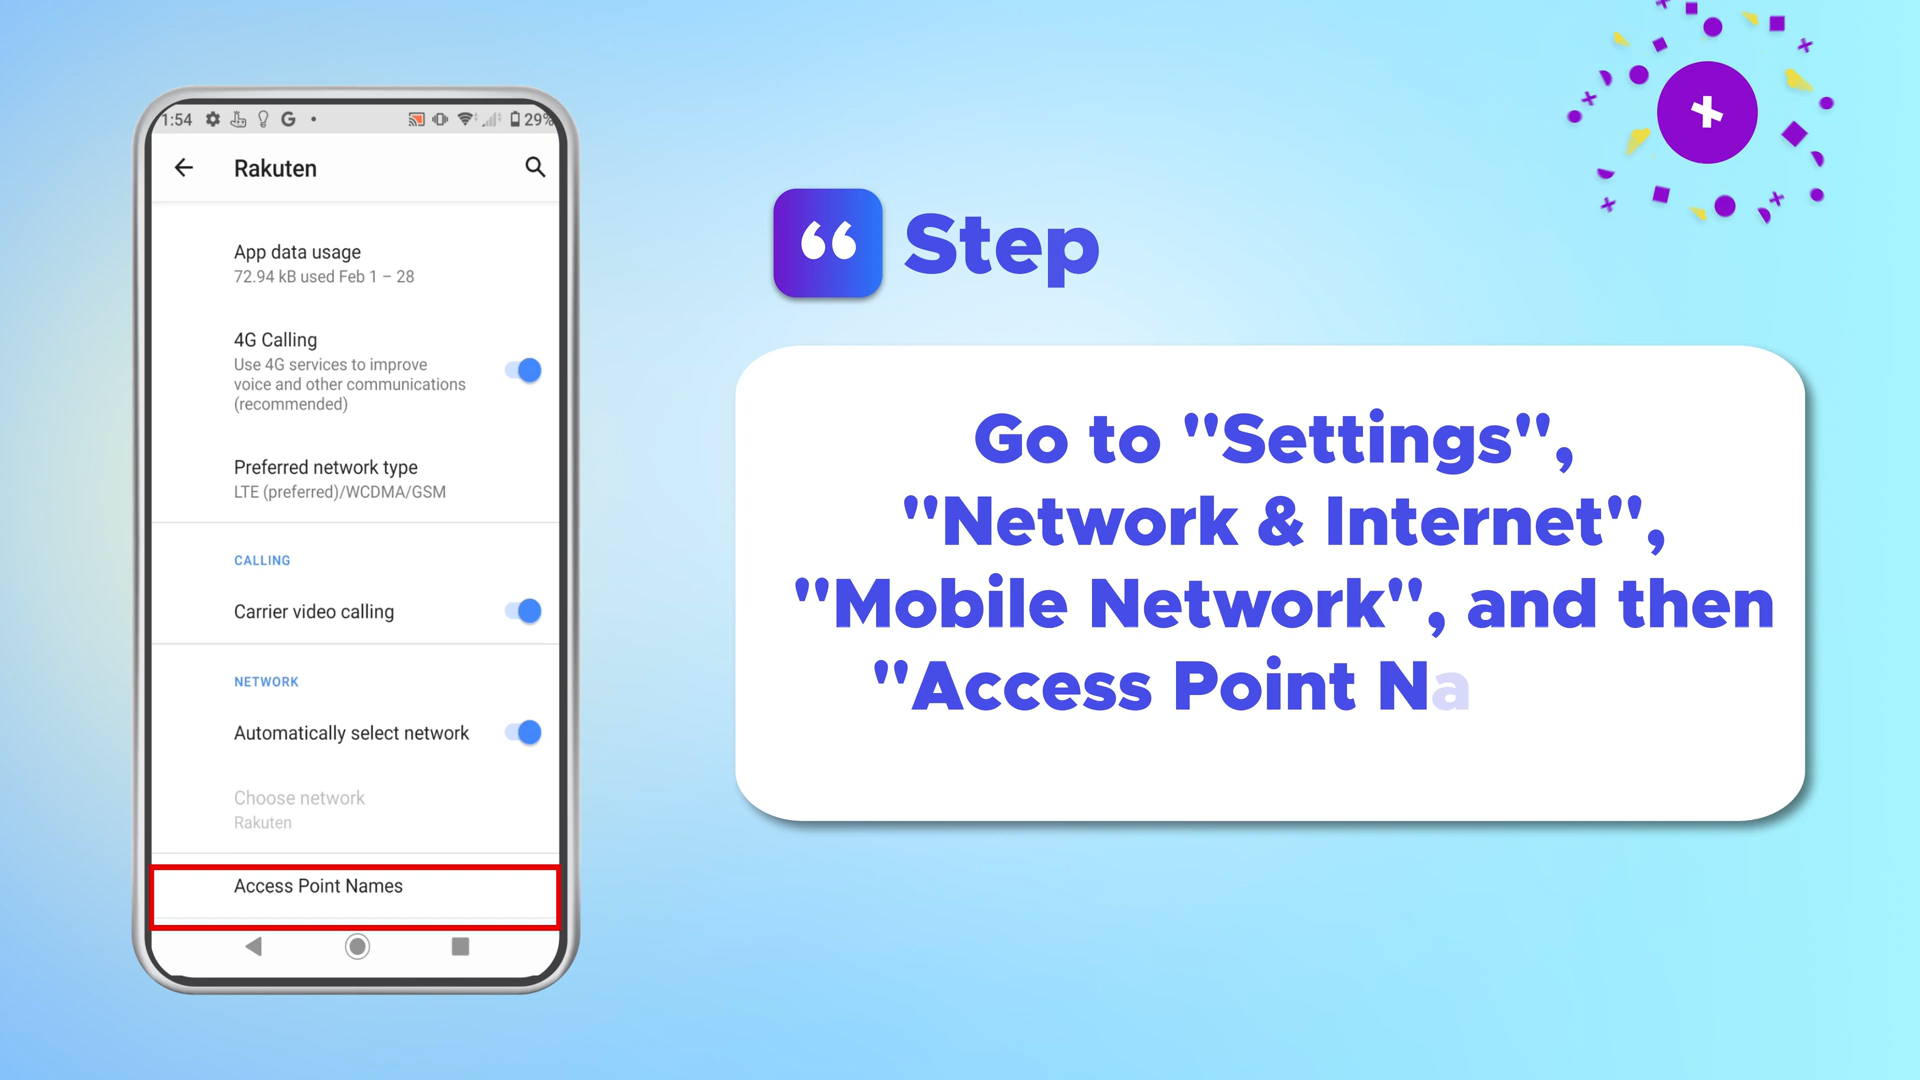 1:54
29%
Rakuten
App data usage
72.94 kB used Feb 1 – 28
4G Calling
Use 4G services to improve
voice and other communications
(recommended)
Preferred network type
LTE (preferred)/WCDMA/GSM
CALLING
Carrier video calling
NETWORK
Automatically select network
Choose network
Rakuten
Access Point Names
“ Step
Go to "Settings",
"Network & Internet",
"Mobile Network", and then
"Access Point Na